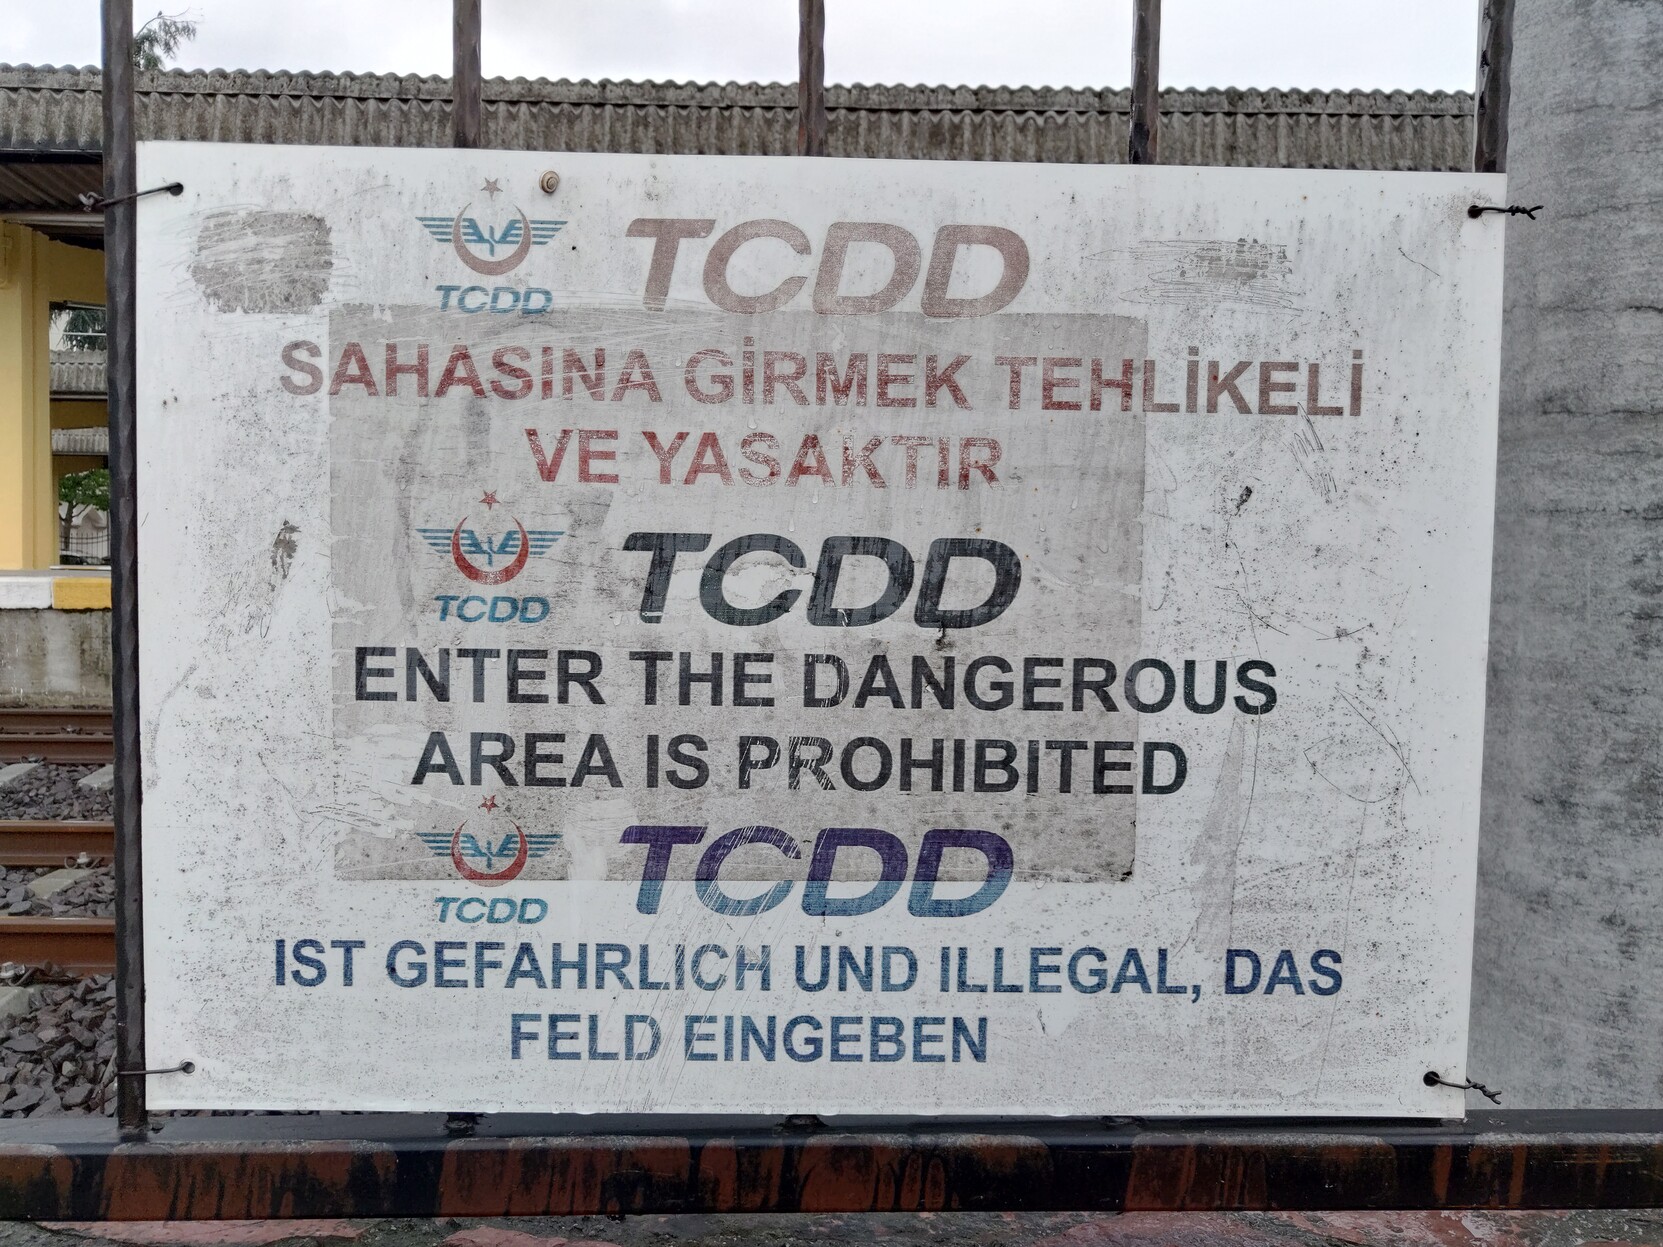 TCDD TCDD
SAHASINA GİRMEK TEHLİKELİ
VE YASAKTIR
TCDD TCDD
ENTER THE DANGEROUS
AREA IS PROHIBITED
TCDD TCDD
IST GEFAHRLICH UND ILLEGAL, DAS
FELD EINGEBEN